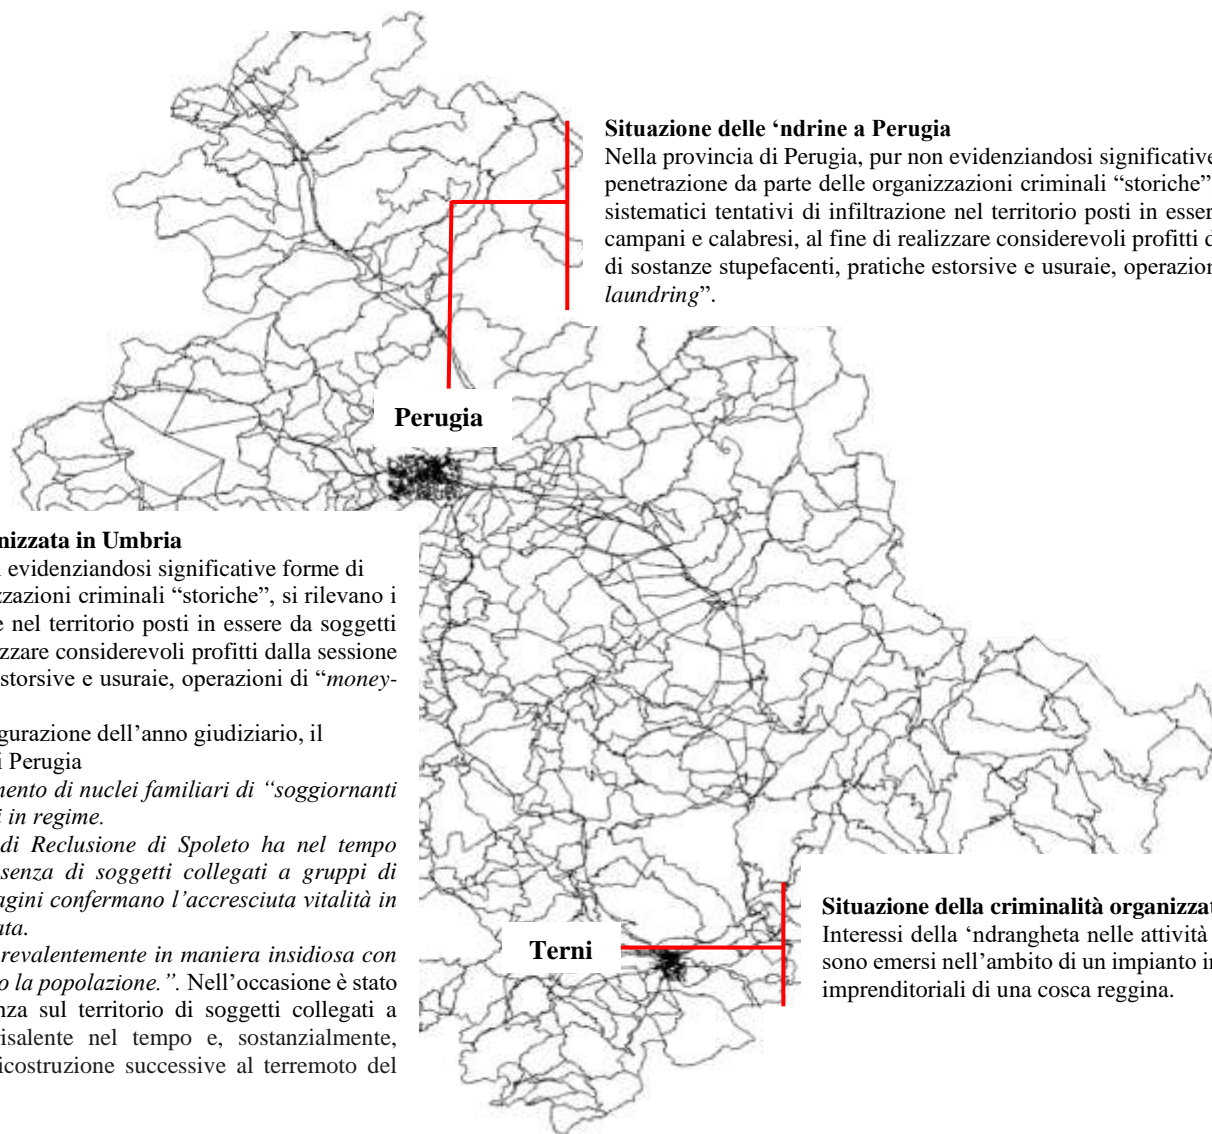 Situazione delle ‘ndrine a Perugia
Nella provincia di Perugia, pur non evidenziandosi significative
penetrazione da parte delle organizzazioni criminali “storiche”
sistematici tentativi di infiltrazione nel territorio posti in esser
campani e calabresi, al fine di realizzare considerevoli profitti d
di sostanze stupefacenti, pratiche estorsive e usuraie, operazion
laundring”.
Perugia
nizzata in Umbria
evidenziandosi significative forme di
zzazioni criminali “storiche”, si rilevano i
e nel territorio posti in essere da soggetti
zzare considerevoli profitti dalla sessione
storsive e usuraie, operazioni di “money-
gurazione dell’anno giudiziario, il
i Perugia
mento di nuclei familiari di “soggiornanti
i in regime.
di Reclusione di Spoleto ha nel tempo
senza di soggetti collegati a gruppi di
agini confermano l’accresciuta vitalità in
ata.
revalentemente in maniera insidiosa con
o la popolazione.”. Nell’occasione è stato
nza sul territorio di soggetti collegati a
risalente nel tempo e, sostanzialmente,
icostruzione successive al terremoto del
Situazione della criminalità organizzat
Interessi della ‘ndrangheta nelle attività
sono emersi nell’ambito di un impianto in
imprenditoriali di una cosca reggina.
Terni